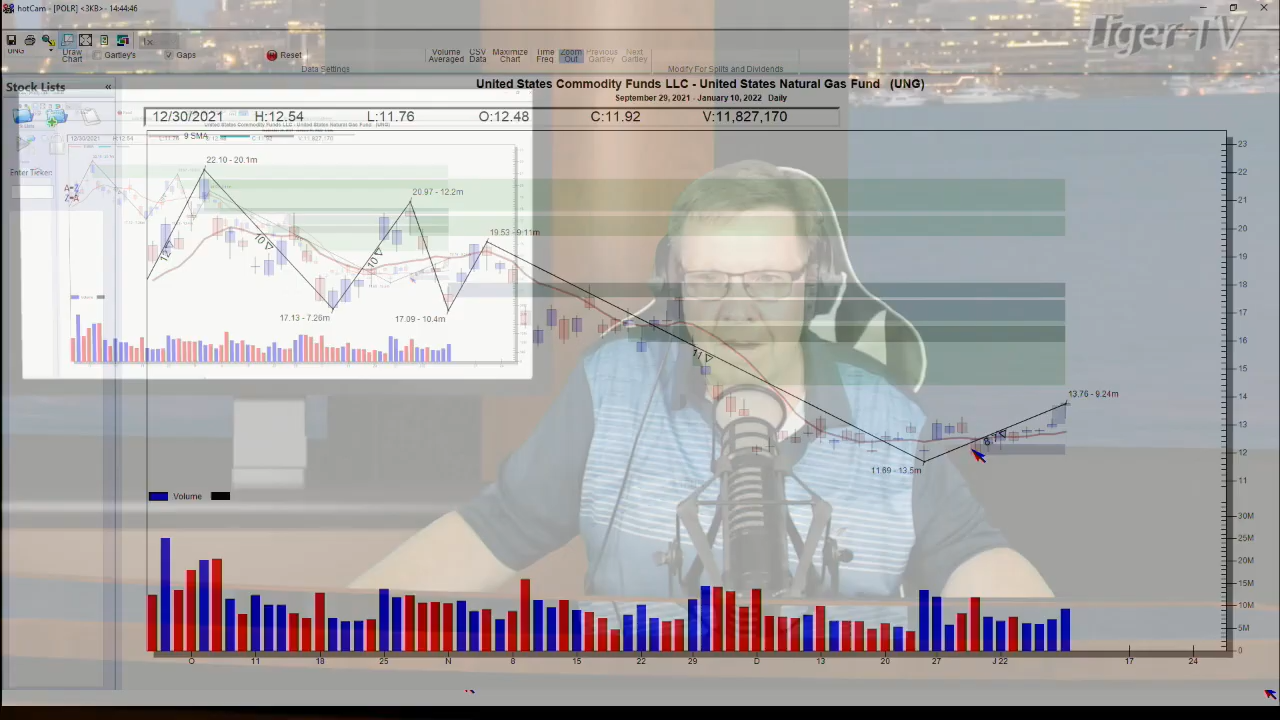 hotCam - [POLR] <3KB> - 14:44:46
Tiger-TV
UNG
Draw Chart
Gartley's
Gaps
Reset
Data Settings
Volume Averaged
CSV Data
Maximize Chart
Time Freq
Zoom Out
Previous Gartley
Next Gartley
Modify For Splits and Dividends
Stock Lists «
Enter Ticker:
A=Z
Z=A
United States Commodity Funds LLC - United States Natural Gas Fund (UNG)
September 29, 2021 - January 10, 2022 Daily
12/30/2021 H:12.54 L:11.76 O:12.48 C:11.92 V:11,827,170
9 SMA
22.10 - 20.1m
20.97 - 12.2m
19.53 - 9.11m
17.13 - 7.26m
17.09 - 10.4m
13.76 - 9.24m
11.69 - 13.5m
Volume
23
22
21
20
19
18
17
16
15
14
13
12
11
30M
25M
20M
15M
10M
5M
0
O 11 18 25 N 8 15 22 29 D 13 20 27 J 22 17 24